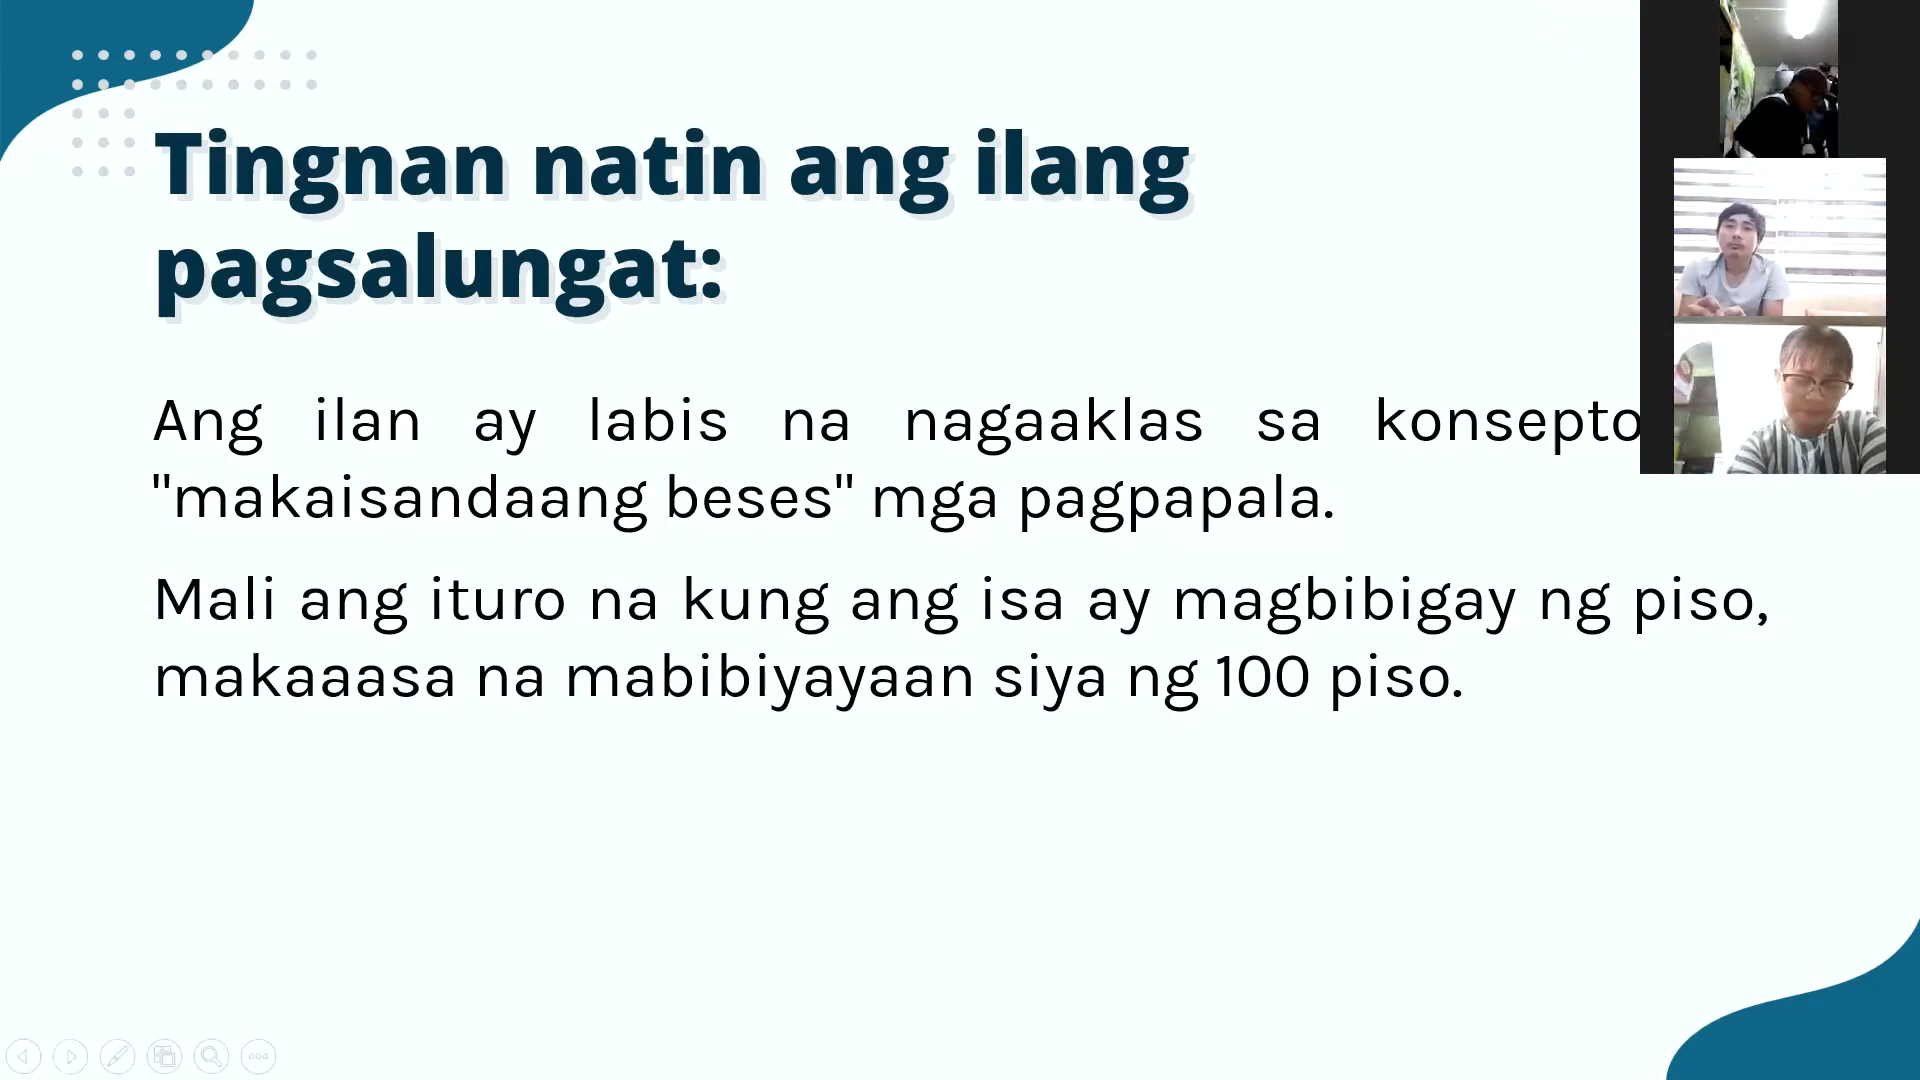 Tingnan natin ang ilang
pagsalungat:
Ang ilan ay labis na nagaaklas sa konsepto
"makaisandaang beses" mga pagpapala.
Mali ang ituro na kung ang isa ay magbibigay ng piso,
makaaasa na mabibiyayaan siya ng 100 piso.